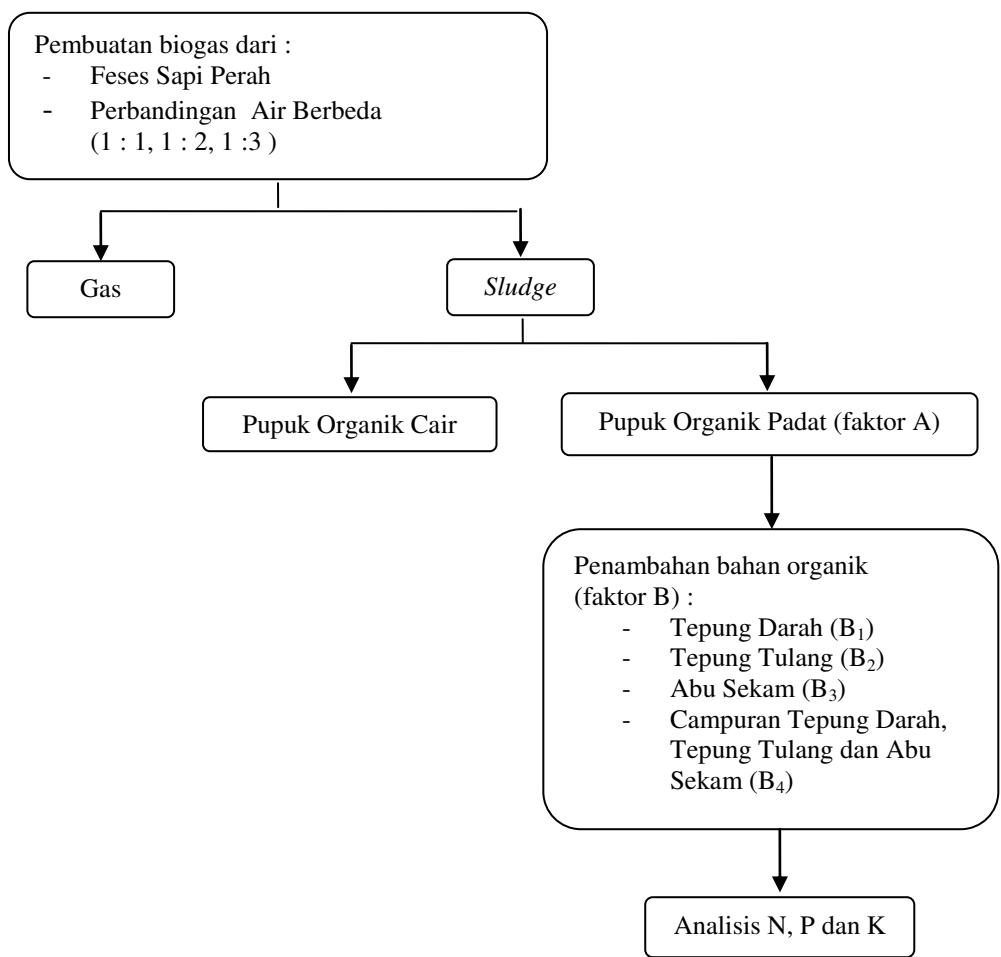 Pembuatan biogas dari :
- Feses Sapi Perah
- Perbandingan Air Berbeda
(1 : 1, 1 : 2, 1 :3 )
Gas
Sludge
Pupuk Organik Cair
Pupuk Organik Padat (faktor A)
Penambahan bahan organik
(faktor B) :
- Tepung Darah (B₁)
- Tepung Tulang (B₂)
- Abu Sekam (B₃)
- Campuran Tepung Darah,
Tepung Tulang dan Abu
Sekam (B₄)
Analisis N, P dan K